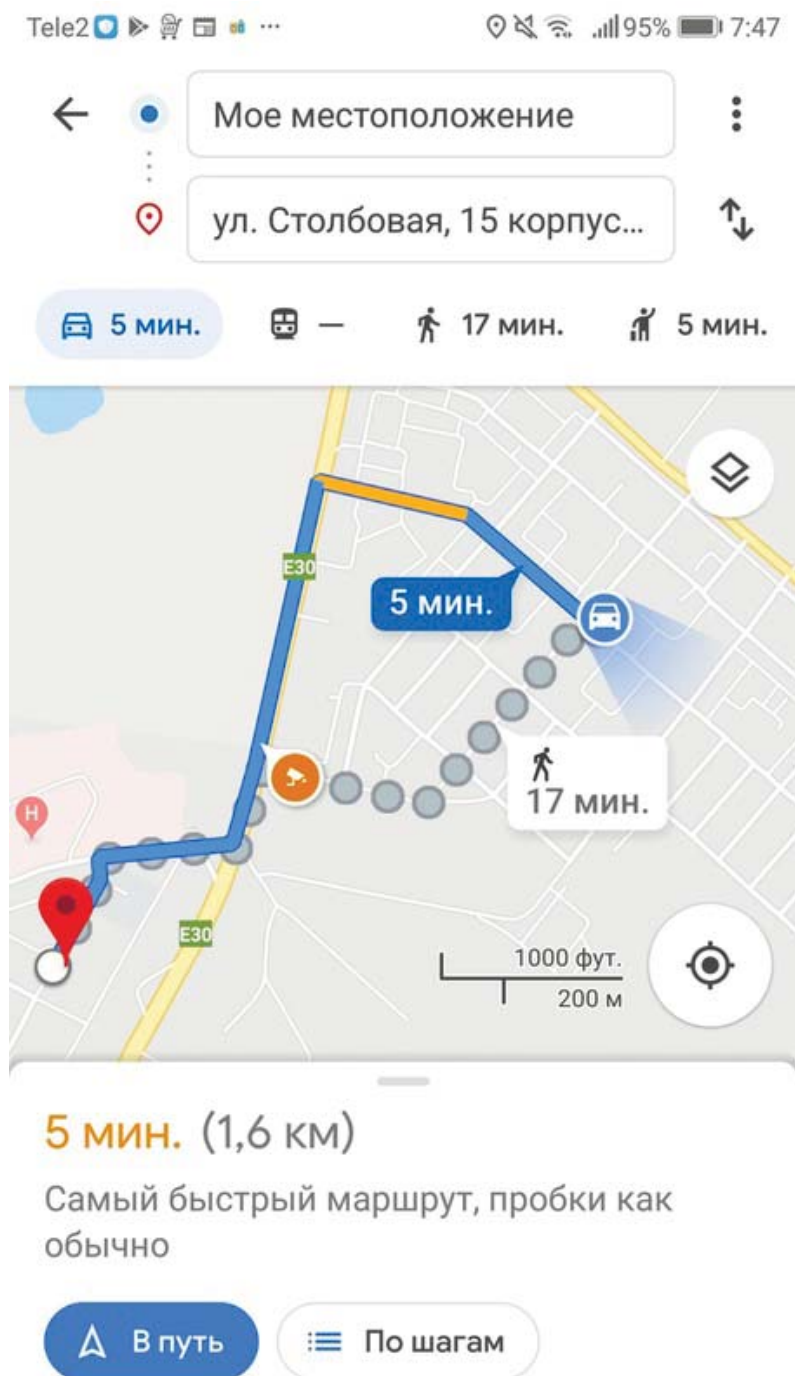 Tele2 ... 95% 7:47
Мое местоположение
ул. Столбовая, 15 корпус...
5 мин. — 17 мин. 5 мин.
E30
5 мин.
17 мин.
H
E30
1000 фут.
200 м
5 мин. (1,6 км)
Самый быстрый маршрут, пробки как
обычно
В путь По шагам